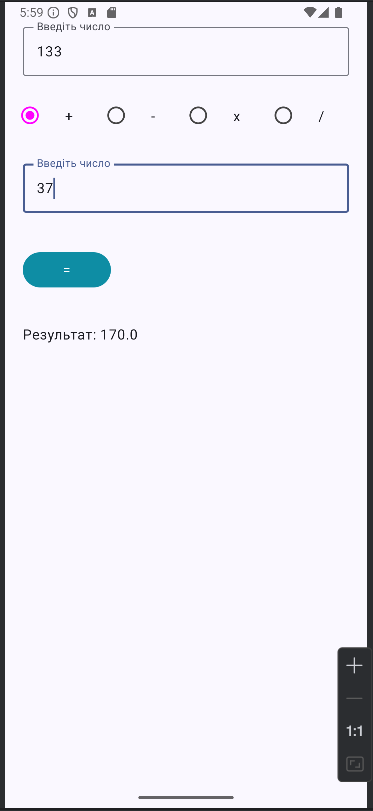 5:59
Введіть число
133
+ - x /
Введіть число
37
=
Результат: 170.0
1:1